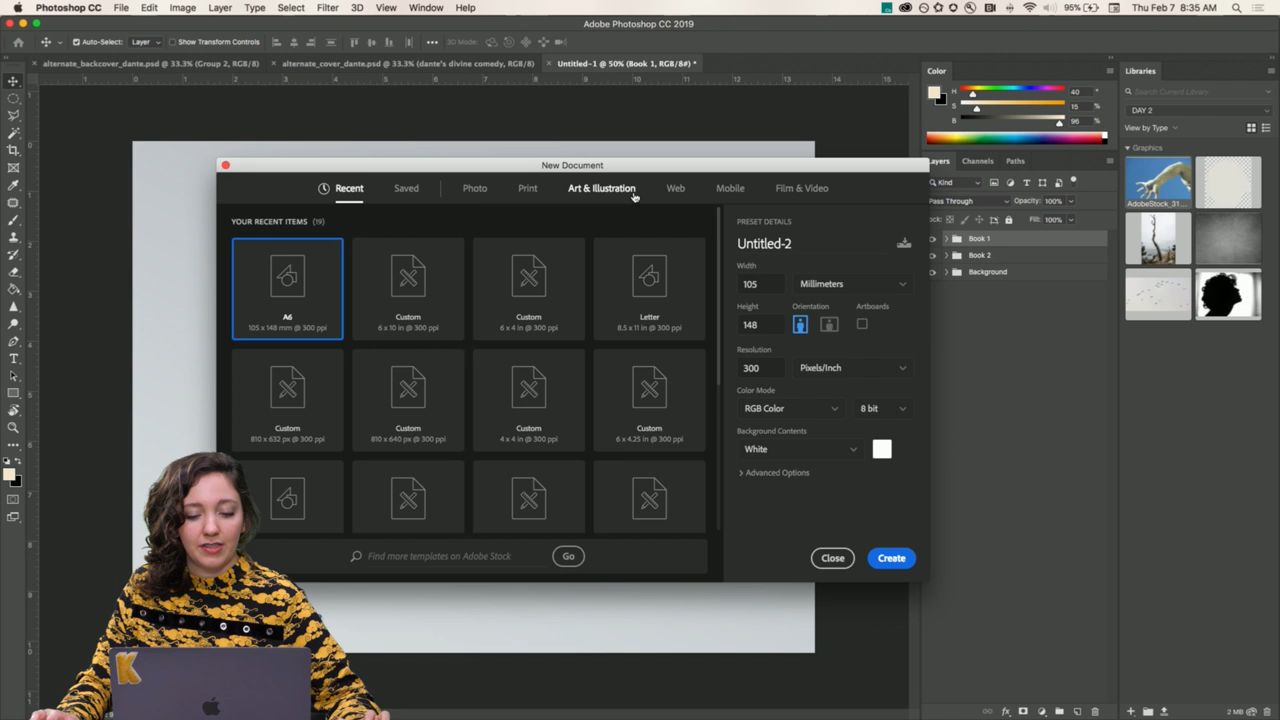 Photoshop CC File Edit Image Layer Type Select Filter 3D View Window Help
95% Thu Feb 7 8:35 AM
Adobe Photoshop CC 2019
Auto-Select: Layer Show Transform Controls 3D Mode:
alternate_backcover_dante.psd @ 33.3% (Group 2, RGB/8)
alternate_cover_dante.psd @ 33.3% (dante's divine comedy, RGB/8)
Untitled-1 @ 50% (Book 1, RGB/8#) *
New Document
Recent Saved Photo Print Art & Illustration Web Mobile Film & Video
YOUR RECENT ITEMS (19)
A6
105 x 148 mm @ 300 ppi
Custom
6 x 10 in @ 300 ppi
Custom
6 x 4 in @ 300 ppi
Letter
8.5 x 11 in @ 300 ppi
Custom
810 x 632 px @ 300 ppi
Custom
810 x 640 px @ 300 ppi
Custom
4 x 4 in @ 300 ppi
Custom
6 x 4.25 in @ 300 ppi
Find more templates on Adobe Stock
Go
PRESET DETAILS
Untitled-2
Width
105 Millimeters
Height Orientation Artboards
148
Resolution
300 Pixels/Inch
Color Mode
RGB Color 8 bit
Background Contents
White
Advanced Options
Close Create
Color
H 40 °
S 15 %
B 96 %
Layers Channels Paths
Kind
Pass Through Opacity: 100%
Lock: Fill: 100%
Book 1
Book 2
Background
fx
Libraries
Search Current Library
DAY 2
View by Type
Graphics
AdobeStock_31...
2 MB
K